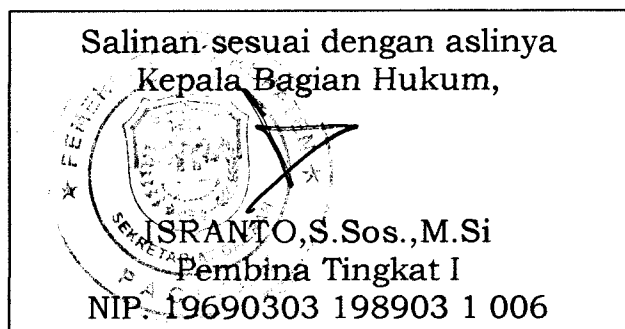 Salinan sesuai dengan aslinya
Kepala Bagian Hukum,
ISRANTO,S.Sos.,M.Si
Pembina Tingkat I
NIP. 19690303 198903 1 006